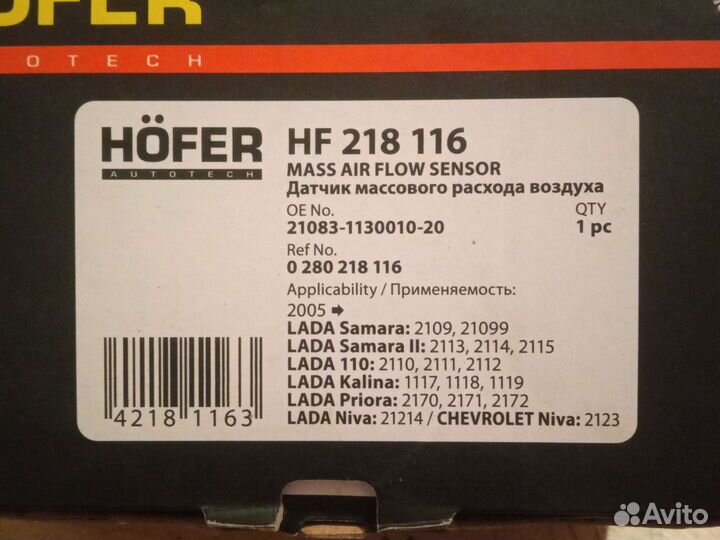 HÖFER
AUTOTECH
HÖFER
AUTOTECH
HF 218 116
MASS AIR FLOW SENSOR
Датчик массового расхода воздуха
OE No.
QTY
21083-1130010-20
1 pc
Ref No.
0 280 218 116
Applicability / Применяемость:
2005 ➡
LADA Samara: 2109, 21099
LADA Samara II: 2113, 2114, 2115
LADA 110: 2110, 2111, 2112
LADA Kalina: 1117, 1118, 1119
LADA Priora: 2170, 2171, 2172
LADA Niva: 21214 / CHEVROLET Niva: 2123
4218 1163
Avito